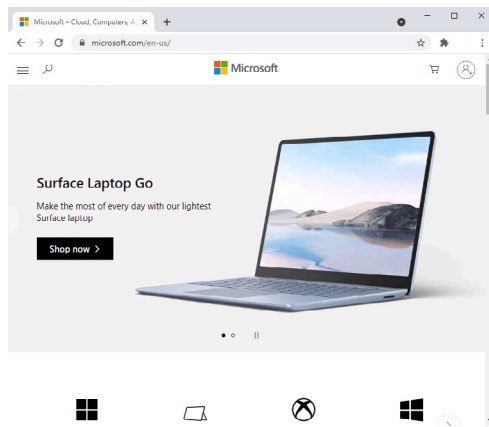 Microsoft – Cloud, Computers, A
microsoft.com/en-us/
Microsoft
Surface Laptop Go
Make the most of every day with our lightest
Surface laptop
Shop now